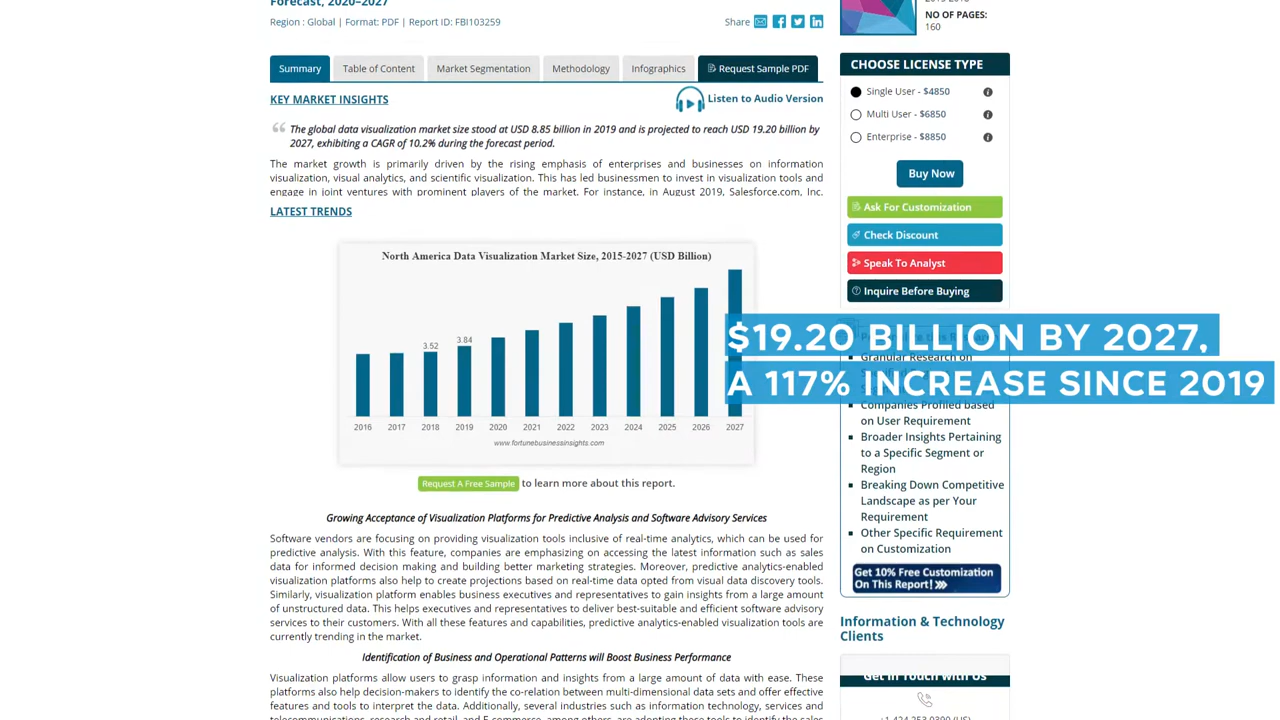 Forecast, 2020–2027
Region : Global | Format: PDF | Report ID: FBI103259
Share
NO OF PAGES:
160
Summary
Table of Content
Market Segmentation
Methodology
Infographics
Request Sample PDF
KEY MARKET INSIGHTS
Listen to Audio Version
The global data visualization market size stood at USD 8.85 billion in 2019 and is projected to reach USD 19.20 billion by
2027, exhibiting a CAGR of 10.2% during the forecast period.
The market growth is primarily driven by the rising emphasis of enterprises and businesses on information
visualization, visual analytics, and scientific visualization. This has led businessmen to invest in visualization tools and
engage in joint ventures with prominent players of the market. For instance, in August 2019, Salesforce.com, Inc.
LATEST TRENDS
North America Data Visualization Market Size, 2015-2027 (USD Billion)
3.52
3.84
2016 2017 2018 2019 2020 2021 2022 2023 2024 2025 2026 2027
www.fortunebusinessinsights.com
Request A Free Sample to learn more about this report.
Growing Acceptance of Visualization Platforms for Predictive Analysis and Software Advisory Services
Software vendors are focusing on providing visualization tools inclusive of real-time analytics, which can be used for
predictive analysis. With this feature, companies are emphasizing on accessing the latest information such as sales
data for informed decision making and building better marketing strategies. Moreover, predictive analytics-enabled
visualization platforms also help to create projections based on real-time data opted from visual data discovery tools.
Similarly, visualization platform enables business executives and representatives to gain insights from a large amount
of unstructured data. This helps executives and representatives to deliver best-suitable and efficient software advisory
services to their customers. With all these features and capabilities, predictive analytics-enabled visualization tools are
currently trending in the market.
Identification of Business and Operational Patterns will Boost Business Performance
Visualization platforms allow users to grasp information and insights from a large amount of data with ease. These
platforms also help decision-makers to identify the co-relation between multi-dimensional data sets and offer effective
features and tools to interpret the data. Additionally, several industries such as information technology, services and
telecommunications, research and retail, and E-commerce, among others, are adopting these tools to identify the sales
CHOOSE LICENSE TYPE
Single User - $4850
Multi User - $6850
Enterprise - $8850
Buy Now
Ask For Customization
Check Discount
Speak To Analyst
Inquire Before Buying
$19.20 BILLION BY 2027,
A 117% INCREASE SINCE 2019
Granular Research on
Companies Profiled based
on User Requirement
Broader Insights Pertaining
to a Specific Segment or
Region
Breaking Down Competitive
Landscape as per Your
Requirement
Other Specific Requirement
on Customization
Get 10% Free Customization
On This Report!
Information & Technology
Clients
Get in Touch with Us